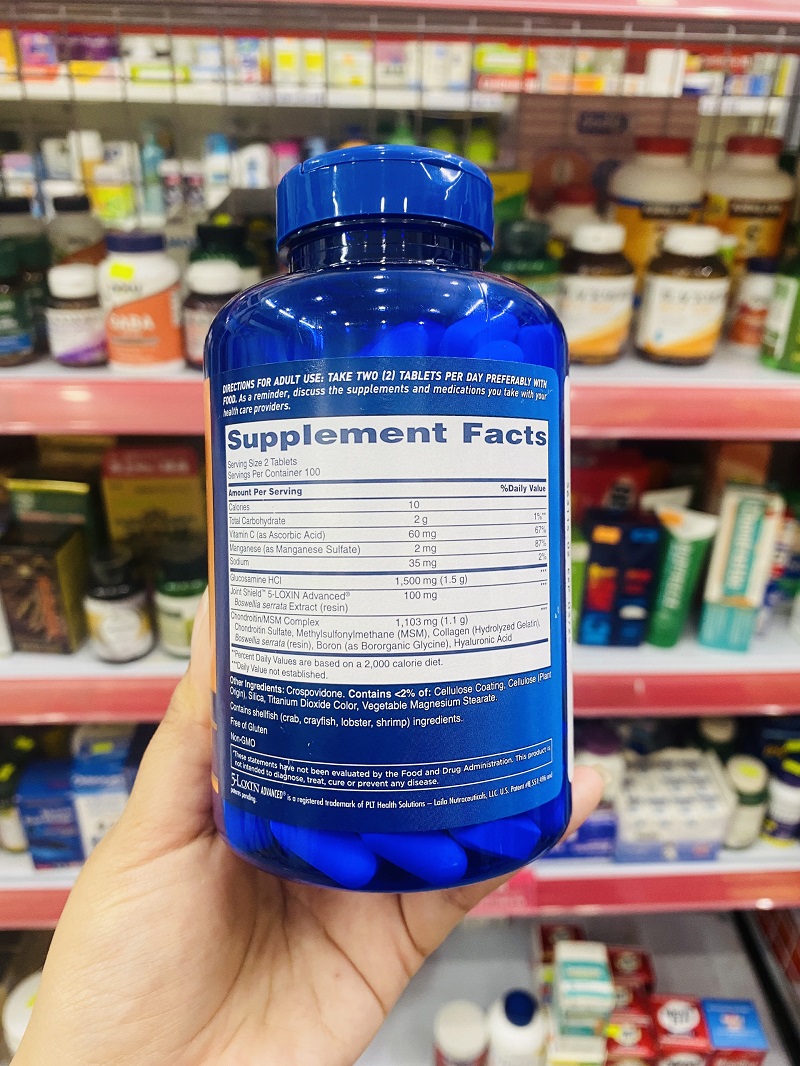 DIRECTIONS FOR ADULT USE: TAKE TWO (2) TABLETS PER DAY PREFERABLY WITH
FOOD. As a reminder, discuss the supplements and medications you take with your
health care providers.
Supplement Facts
Serving Size 2 Tablets
Servings Per Container 100
Amount Per Serving %Daily Value
Calories 10
Total Carbohydrate 2 g 1%**
Vitamin C (as Ascorbic Acid) 60 mg 67%
Manganese (as Manganese Sulfate) 2 mg 87%
Sodium 35 mg 2%
Glucosamine HCl 1,500 mg (1.5 g) ***
Joint Shield™ 5-LOXIN Advanced® 100 mg ***
Boswellia serrata Extract (resin)
Chondroitin/MSM Complex 1,103 mg (1.1 g) ***
Chondroitin Sulfate, Methylsulfonylmethane (MSM), Collagen (Hydrolyzed Gelatin),
Boswellia serrata (resin), Boron (as Bororganic Glycine), Hyaluronic Acid
**Percent Daily Values are based on a 2,000 calorie diet.
***Daily Value not established.
Other Ingredients: Crospovidone. Contains <2% of: Cellulose Coating, Cellulose (Plant
Origin), Silica, Titanium Dioxide Color, Vegetable Magnesium Stearate.
Contains shellfish (crab, crayfish, lobster, shrimp) ingredients.
Free of Gluten
Non-GMO
*These statements have not been evaluated by the Food and Drug Administration. This product is
not intended to diagnose, treat, cure or prevent any disease.
5-LOXIN ADVANCED® is a registered trademark of PLT Health Solutions – Laila Nutraceuticals, LLC U.S. Patent #8,551,496 and
patents pending.
GABA